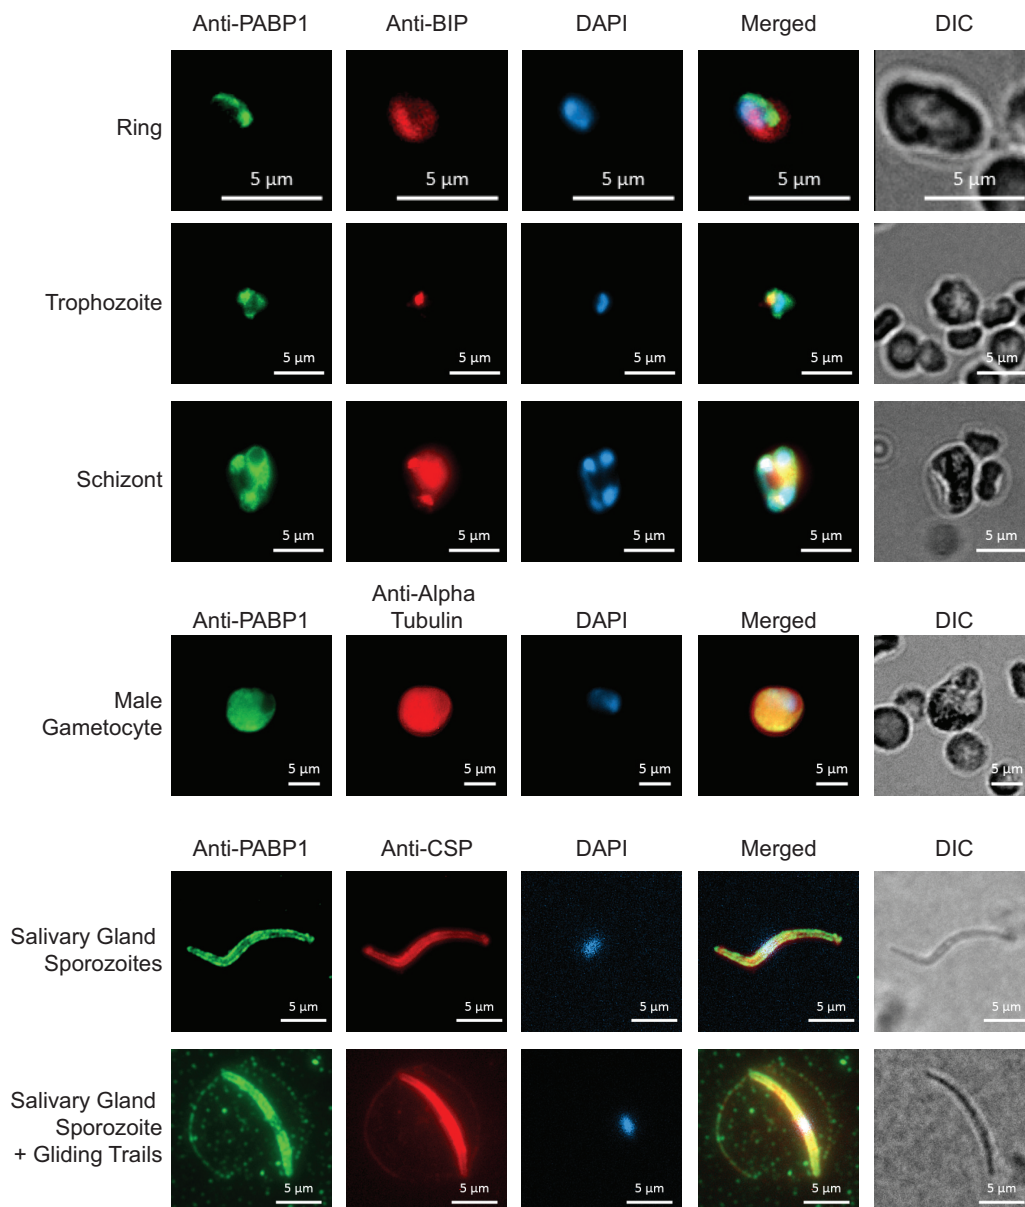 Anti-PABP1 Anti-BIP DAPI Merged DIC
Ring
5 µm 5 µm 5 µm 5 µm 5 µm
Trophozoite
5 µm 5 µm 5 µm 5 µm 5 µm
Schizont
5 µm 5 µm 5 µm 5 µm 5 µm
Anti-PABP1 Anti-Alpha
Tubulin DAPI Merged DIC
Male
Gametocyte
5 µm 5 µm 5 µm 5 µm 5 µm
Anti-PABP1 Anti-CSP DAPI Merged DIC
Salivary Gland
Sporozoites
5 µm 5 µm 5 µm 5 µm 5 µm
Salivary Gland
Sporozoite
+ Gliding Trails
5 µm 5 µm 5 µm 5 µm 5 µm